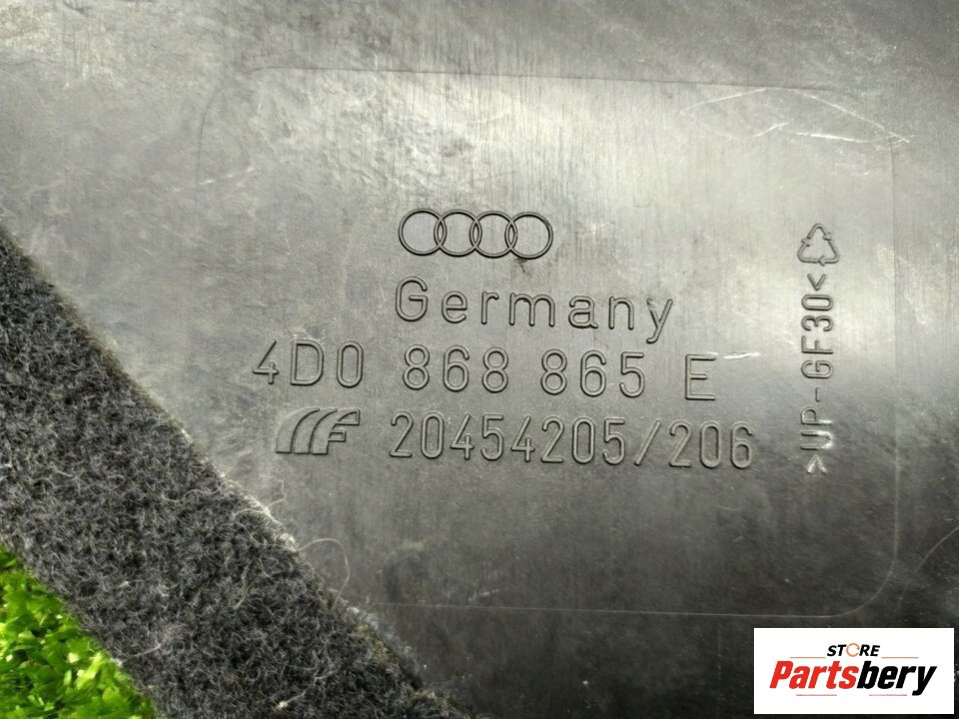 Germany
4D0 868 865 E
F 20454205/206
>UP-GF30<
STORE
Partsbery